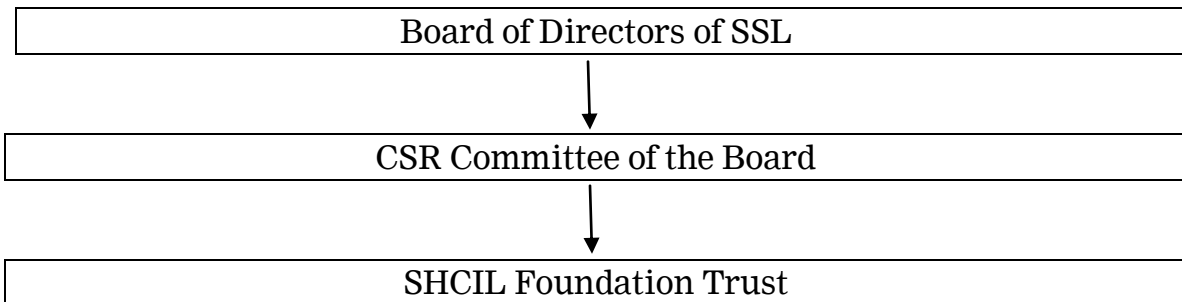 Board of Directors of SSL
CSR Committee of the Board
SHCIL Foundation Trust